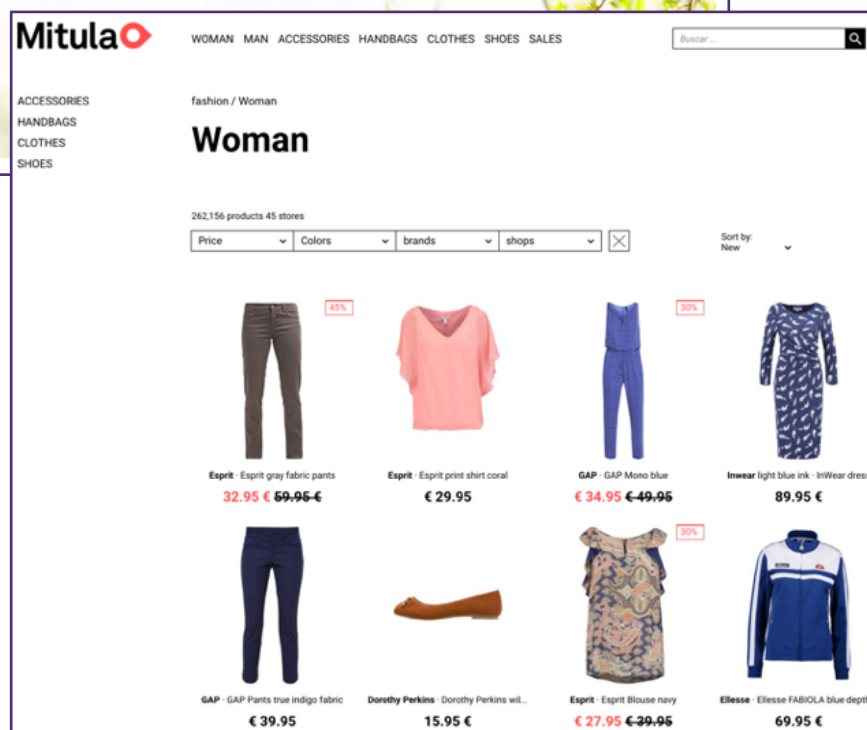 Mitula
WOMAN MAN ACCESSORIES HANDBAGS CLOTHES SHOES SALES
Buscar ...
ACCESSORIES
HANDBAGS
CLOTHES
SHOES
fashion / Woman
Woman
262,156 products 45 stores
Price Colors brands shops
Sort by:
New
45%
30%
Esprit · Esprit gray fabric pants
32.95 € 59.95 €
Esprit · Esprit print shirt coral
€ 29.95
GAP · GAP Mono blue
€ 34.95 € 49.95
Inwear light blue ink · InWear dres
89.95 €
30%
GAP · GAP Pants true indigo fabric
€ 39.95
Dorothy Perkins · Dorothy Perkins wil...
15.95 €
Esprit · Esprit Blouse navy
€ 27.95 € 39.95
Ellesse · Ellesse FABIOLA blue depth
69.95 €